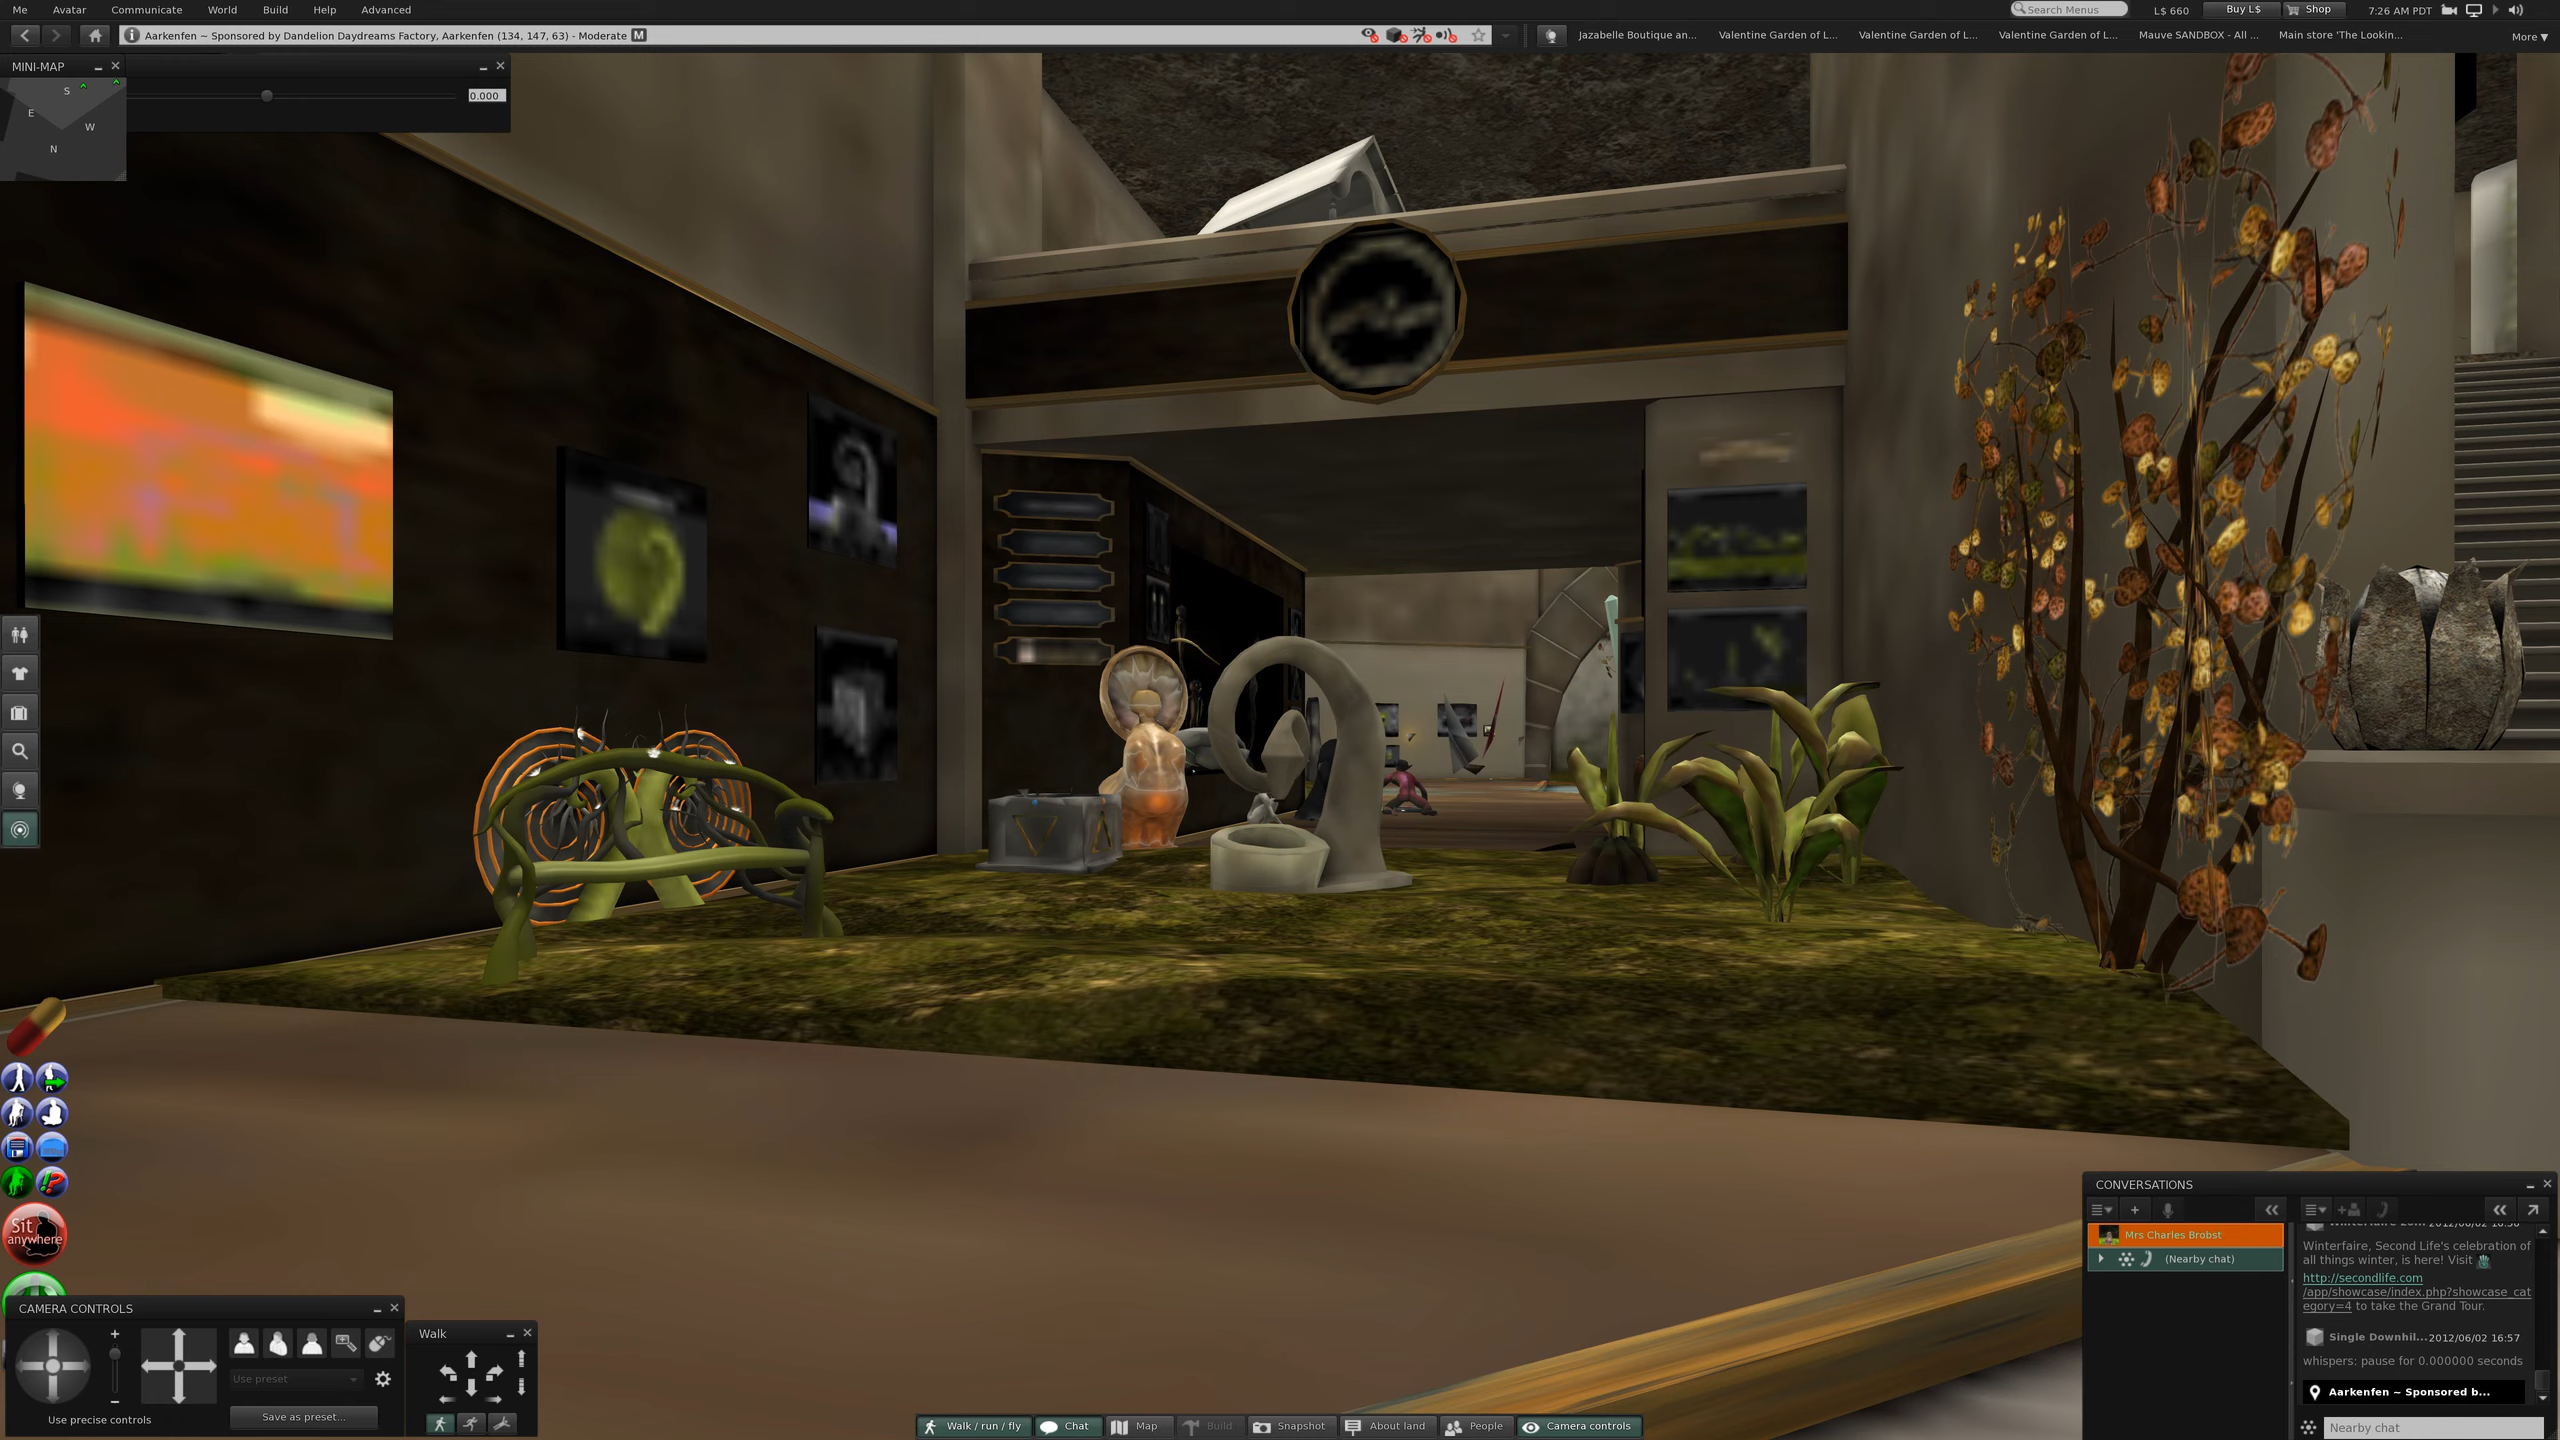 Me Avatar Communicate World Build Help Advanced
Search Menus L$ 660 Buy L$ Shop 7:26 AM PDT
Aarkenfen ~ Sponsored by Dandelion Daydreams Factory, Aarkenfen (134, 147, 63) - Moderate M
Jazabelle Boutique an... Valentine Garden of L... Valentine Garden of L... Valentine Garden of L... Mauve SANDBOX - All ... Main store 'The Lookin... More
MINI-MAP
0.000
S
E
W
N
Sit
anywhere
CAMERA CONTROLS
Use preset
Use precise controls
Save as preset...
Walk
Walk / run / fly Chat Map Build Snapshot About land People Camera controls
CONVERSATIONS
Mrs Charles Brobst
(Nearby chat)
2012/06/02
Winterfaire, Second Life's celebration of
all things winter, is here! Visit
http://secondlife.com
/app/showcase/index.php?showcase_cat
egory=4 to take the Grand Tour.
Single Downhil... 2012/06/02 16:57
whispers: pause for 0.000000 seconds
Aarkenfen ~ Sponsored b...
Nearby chat